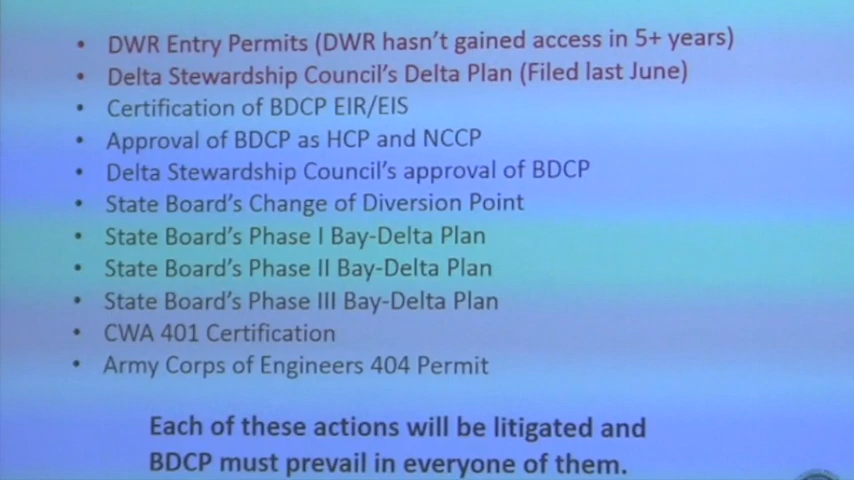 • DWR Entry Permits (DWR hasn't gained access in 5+ years)
• Delta Stewardship Council's Delta Plan (Filed last June)
• Certification of BDCP EIR/EIS
• Approval of BDCP as HCP and NCCP
• Delta Stewardship Council's approval of BDCP
• State Board's Change of Diversion Point
• State Board's Phase I Bay-Delta Plan
• State Board's Phase II Bay-Delta Plan
• State Board's Phase III Bay-Delta Plan
• CWA 401 Certification
• Army Corps of Engineers 404 Permit
Each of these actions will be litigated and
BDCP must prevail in everyone of them.